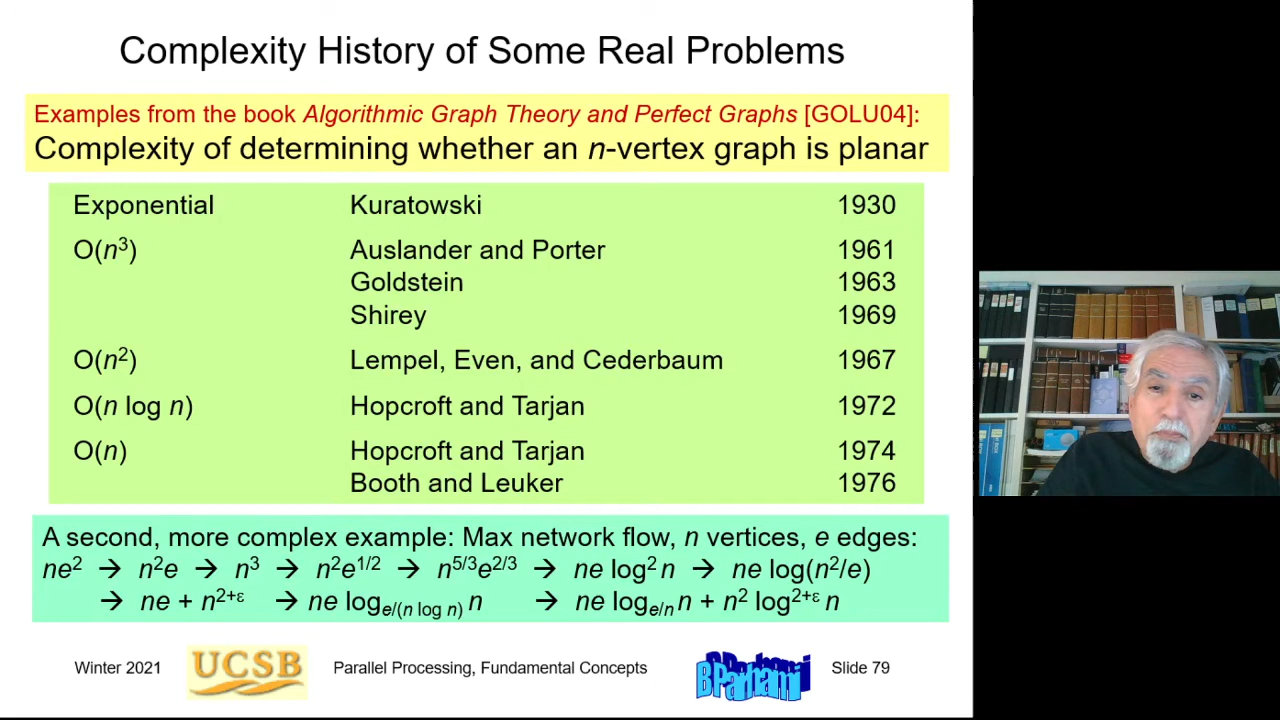 Complexity History of Some Real Problems
Examples from the book Algorithmic Graph Theory and Perfect Graphs [GOLU04]:
Complexity of determining whether an n-vertex graph is planar
Exponential Kuratowski 1930
O(n³) Auslander and Porter 1961
Goldstein 1963
Shirey 1969
O(n²) Lempel, Even, and Cederbaum 1967
O(n log n) Hopcroft and Tarjan 1972
O(n) Hopcroft and Tarjan 1974
Booth and Leuker 1976
A second, more complex example: Max network flow, n vertices, e edges:
ne² → n²e → n³ → n²e^{1/2} → n^{5/3}e^{2/3} → ne log² n → ne log(n²/e)
→ ne + n^{2+ε} → ne log_{e/(n log n)} n → ne log_{e/n} n + n² log^{2+ε} n
Winter 2021 UCSB Parallel Processing, Fundamental Concepts BParhami Slide 79